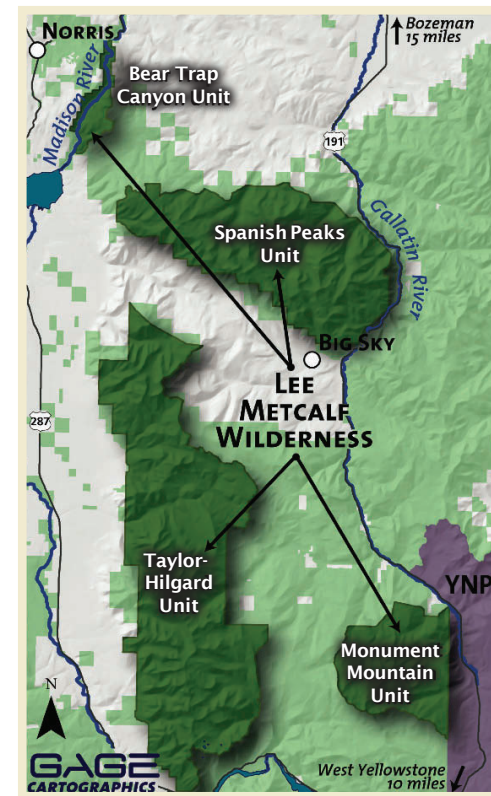 NORRIS
Bozeman
15 miles
Bear Trap
Canyon Unit
Madison River
191
Gallatin River
Spanish Peaks
Unit
BIG SKY
LEE
METCALF
WILDERNESS
287
Taylor-
Hilgard
Unit
YNP
Monument
Mountain
Unit
N
GAGE
CARTOGRAPHICS
West Yellowstone
10 miles